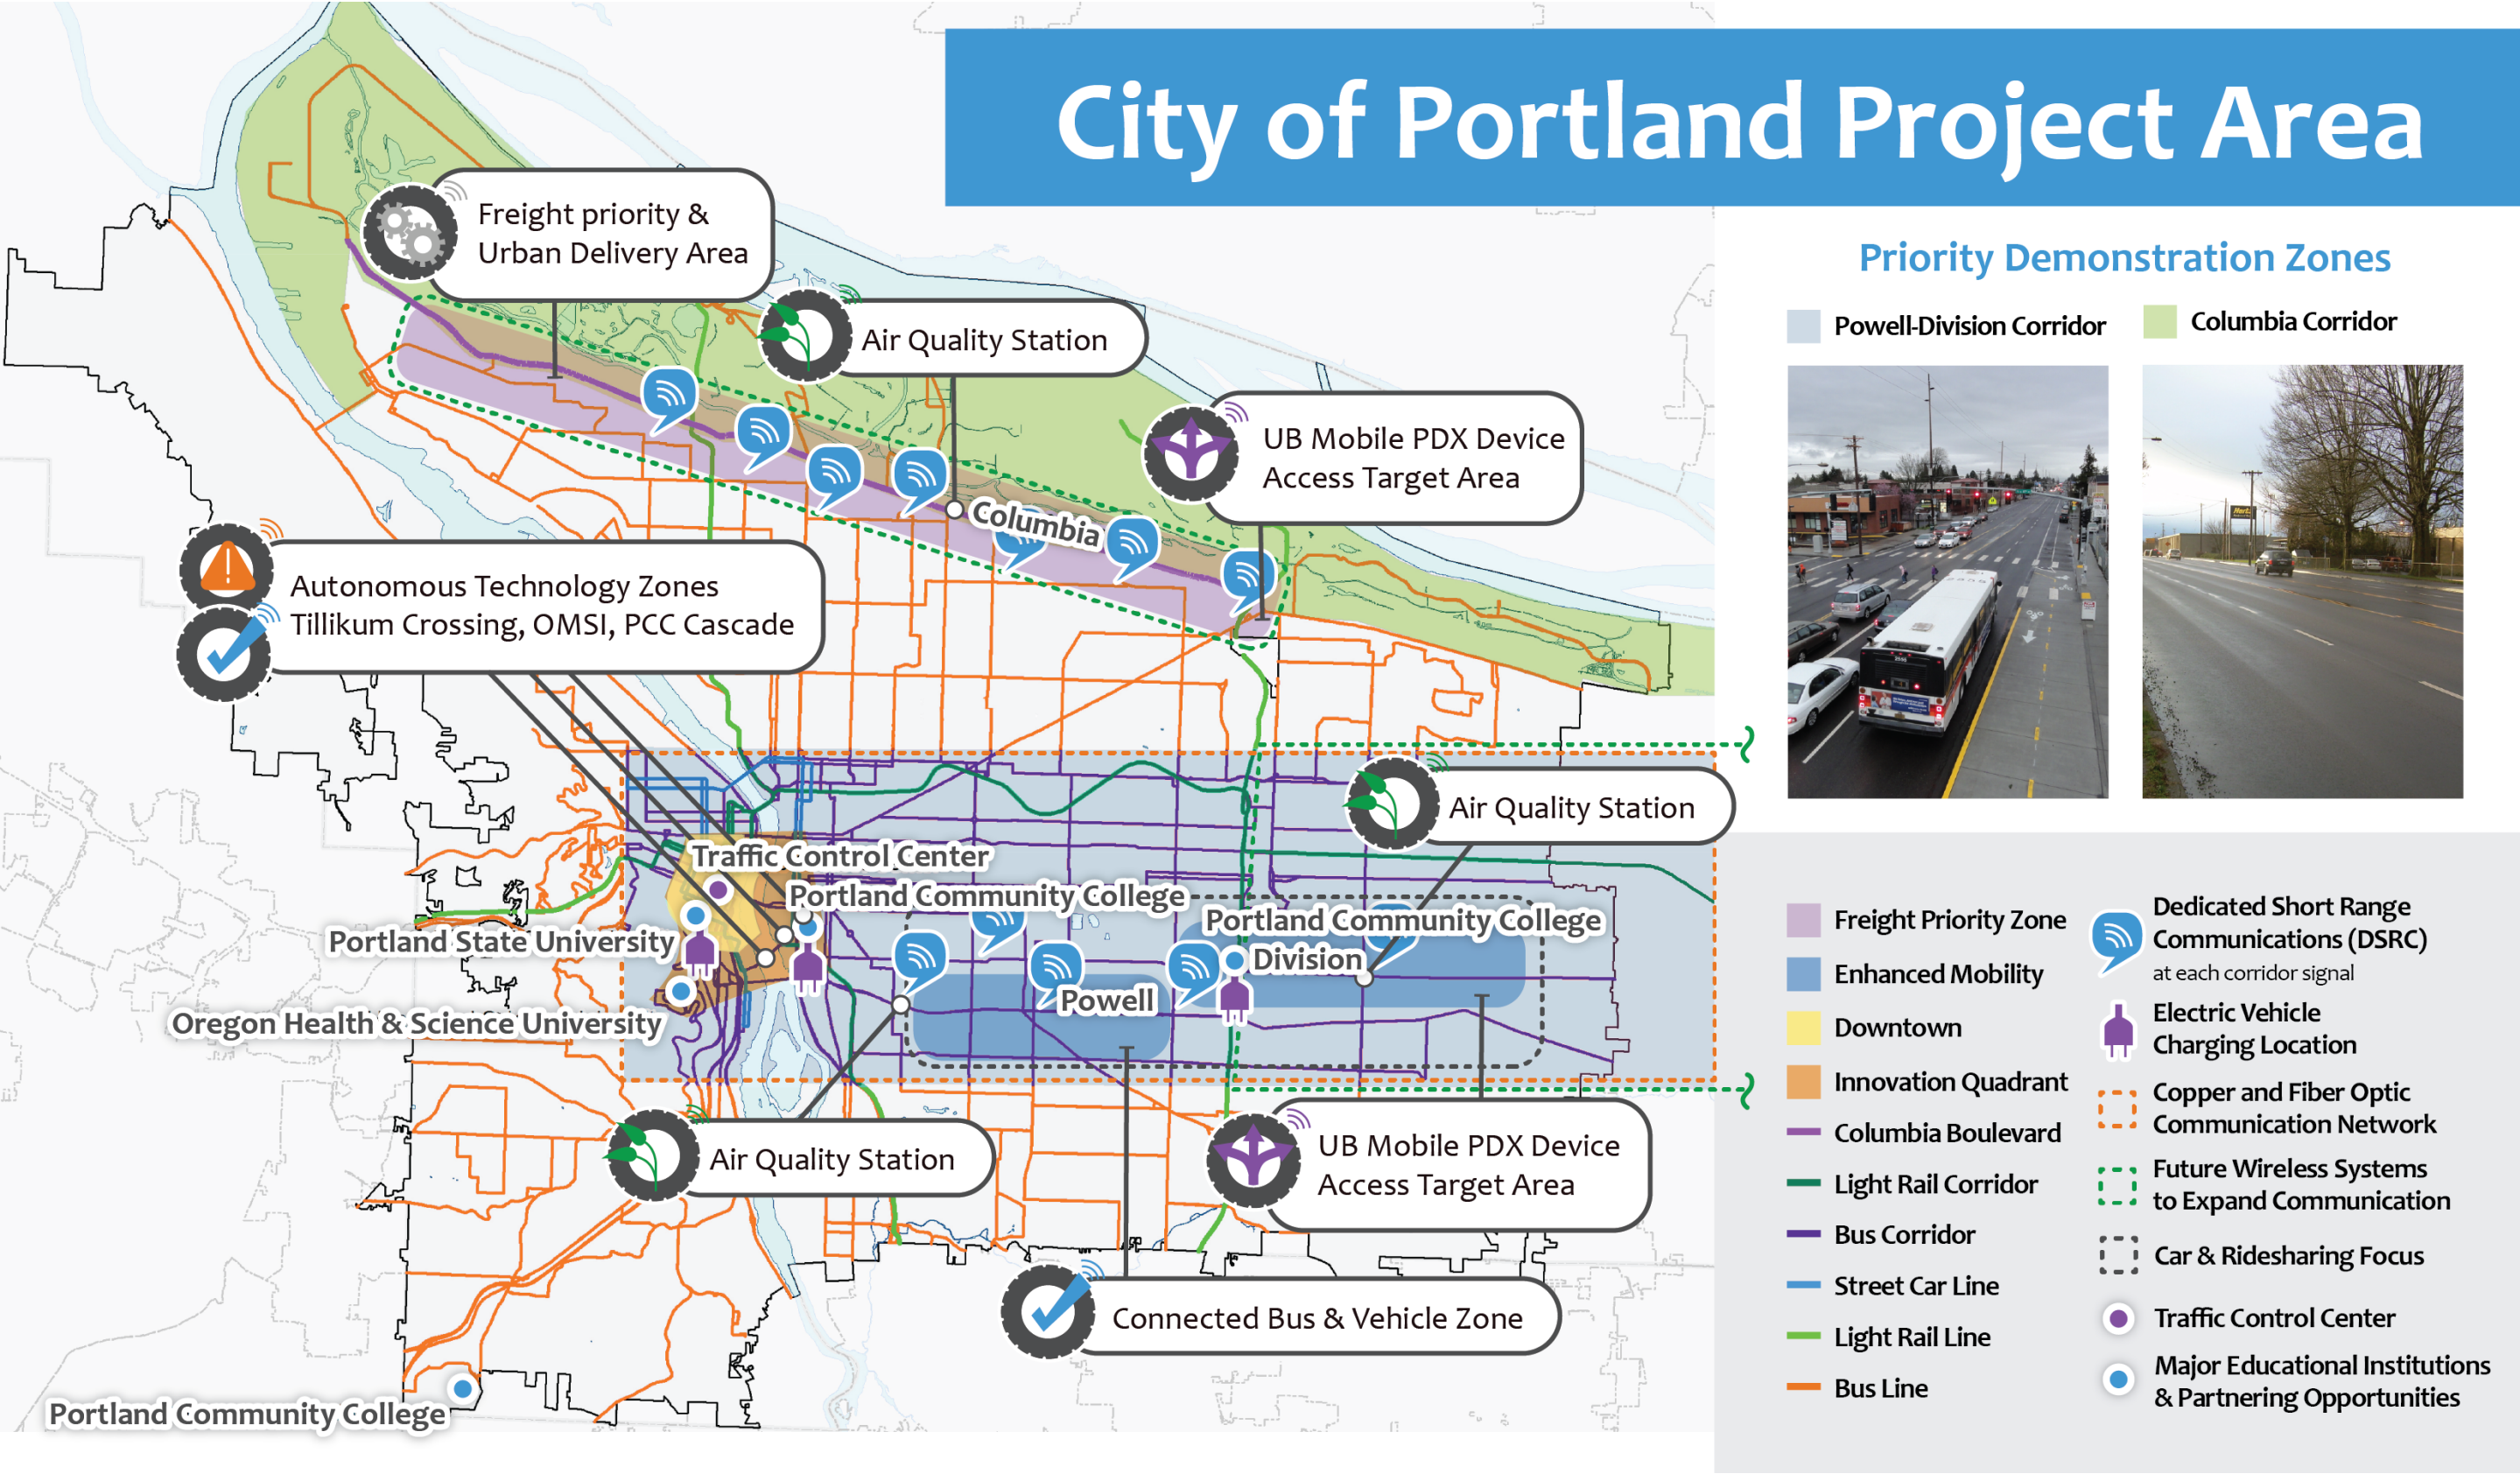 City of Portland Project Area
Priority Demonstration Zones
Powell-Division Corridor
Columbia Corridor
Freight priority &
Urban Delivery Area
Air Quality Station
UB Mobile PDX Device
Access Target Area
Columbia
Autonomous Technology Zones
Tillikum Crossing, OMSI, PCC Cascade
Air Quality Station
Traffic Control Center
Portland Community College
Portland Community College
Portland State University
Division
Powell
Oregon Health & Science University
Air Quality Station
UB Mobile PDX Device
Access Target Area
Connected Bus & Vehicle Zone
Portland Community College
Freight Priority Zone
Enhanced Mobility
Downtown
Innovation Quadrant
Columbia Boulevard
Light Rail Corridor
Bus Corridor
Street Car Line
Light Rail Line
Bus Line
Dedicated Short Range
Communications (DSRC)
at each corridor signal
Electric Vehicle
Charging Location
Copper and Fiber Optic
Communication Network
Future Wireless Systems
to Expand Communication
Car & Ridesharing Focus
Traffic Control Center
Major Educational Institutions
& Partnering Opportunities